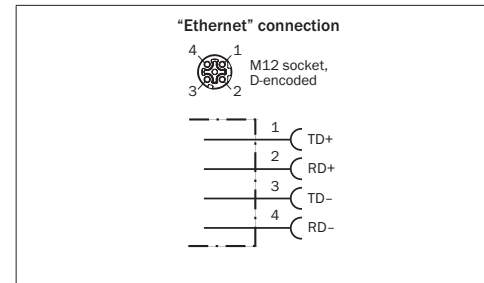 “Ethernet” connection
4 1
M12 socket,
D-encoded
3 2
1 TD+
2 RD+
3 TD–
4 RD–